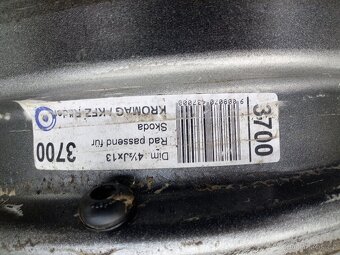 KROMAG / KFZ
Skoda
Rad passend für
Dim. 4½Jx13
3700
3700